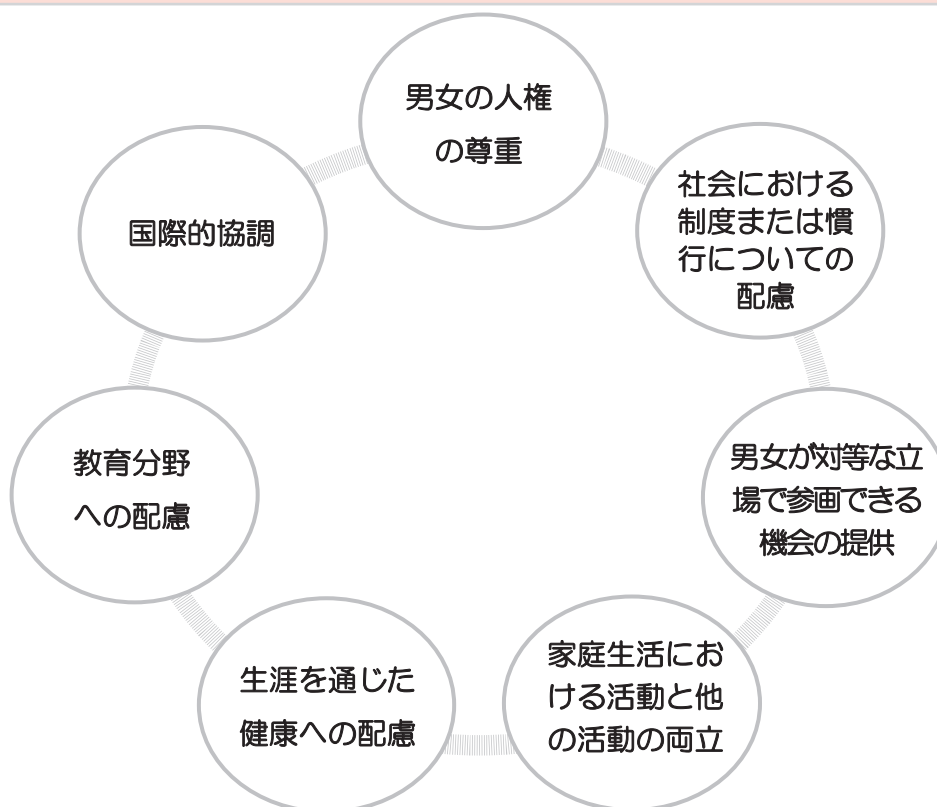 男女の人権
の尊重
社会における
制度または慣
行についての
配慮
男女が対等な立
場で参画できる
機会の提供
家庭生活にお
ける活動と他
の活動の両立
生涯を通じた
健康への配慮
教育分野
への配慮
国際的協調